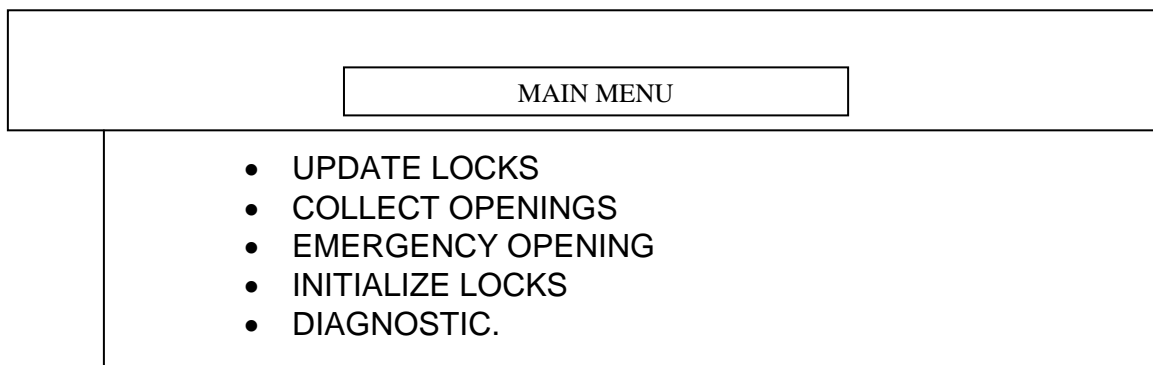 MAIN MENU
• UPDATE LOCKS
• COLLECT OPENINGS
• EMERGENCY OPENING
• INITIALIZE LOCKS
• DIAGNOSTIC.